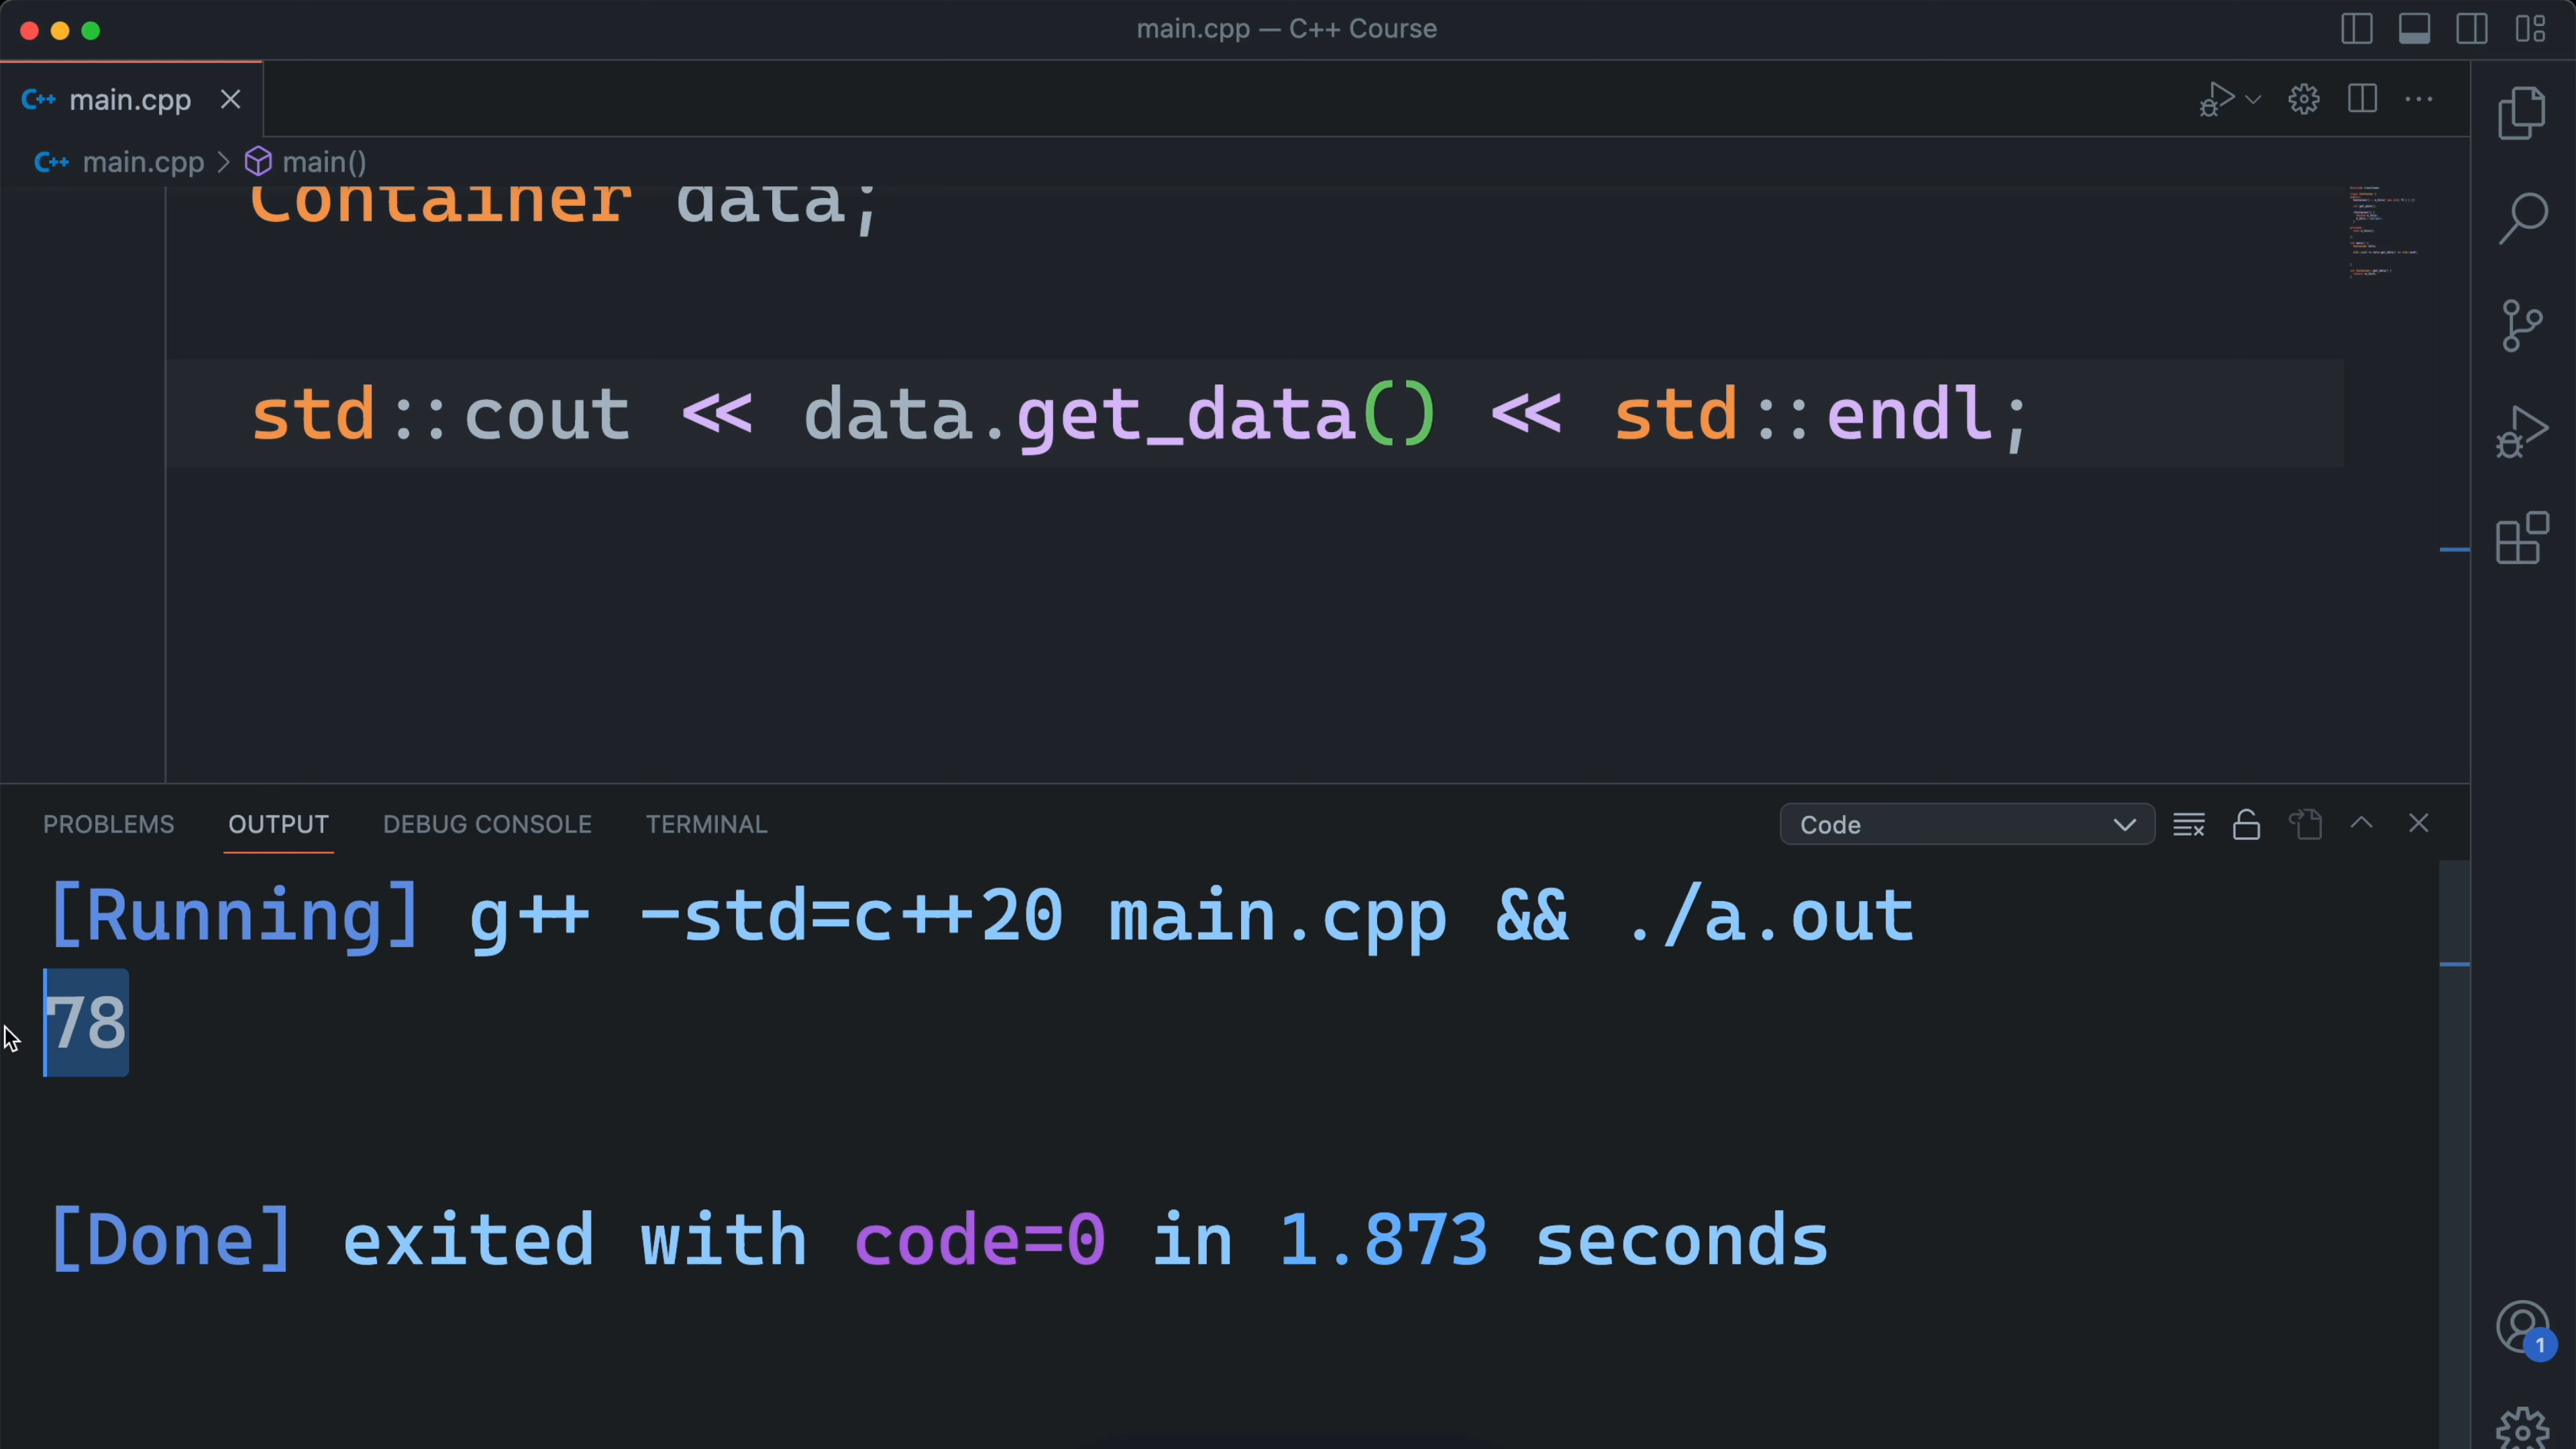 main.cpp — C++ Course
C++ main.cpp
C++ main.cpp > main()
Container data;
std::cout << data.get_data() << std::endl;
PROBLEMS OUTPUT DEBUG CONSOLE TERMINAL Code
[Running] g++ -std=c++20 main.cpp && ./a.out
78
[Done] exited with code=0 in 1.873 seconds
1